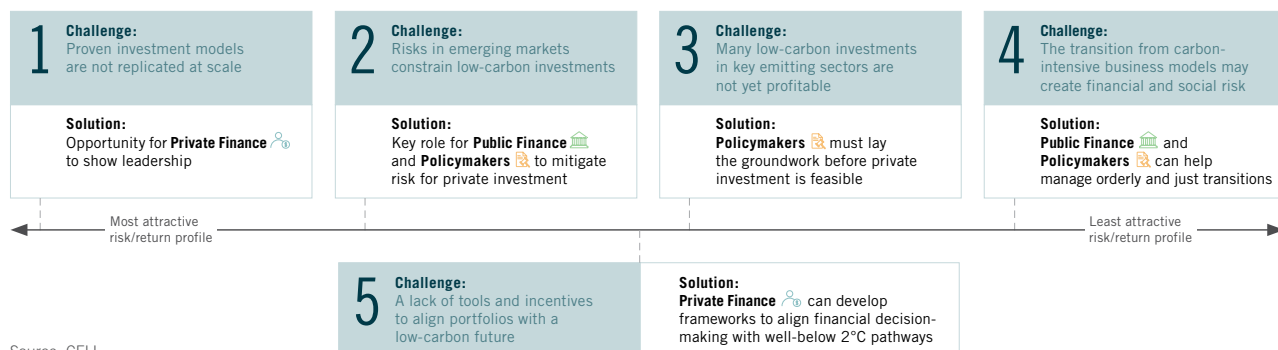 1
Challenge:
Proven investment models
are not replicated at scale
Solution:
Opportunity for Private Finance
to show leadership
2
Challenge:
Risks in emerging markets
constrain low-carbon investments
Solution:
Key role for Public Finance
and Policymakers to mitigate
risk for private investment
3
Challenge:
Many low-carbon investments
in key emitting sectors are
not yet profitable
Solution:
Policymakers must lay
the groundwork before private
investment is feasible
4
Challenge:
The transition from carbon-
intensive business models may
create financial and social risk
Solution:
Public Finance and
Policymakers can help
manage orderly and just transitions
Most attractive
risk/return profile
Least attractive
risk/return profile
5
Challenge:
A lack of tools and incentives
to align portfolios with a
low-carbon future
Solution:
Private Finance can develop
frameworks to align financial decision-
making with well-below 2°C pathways